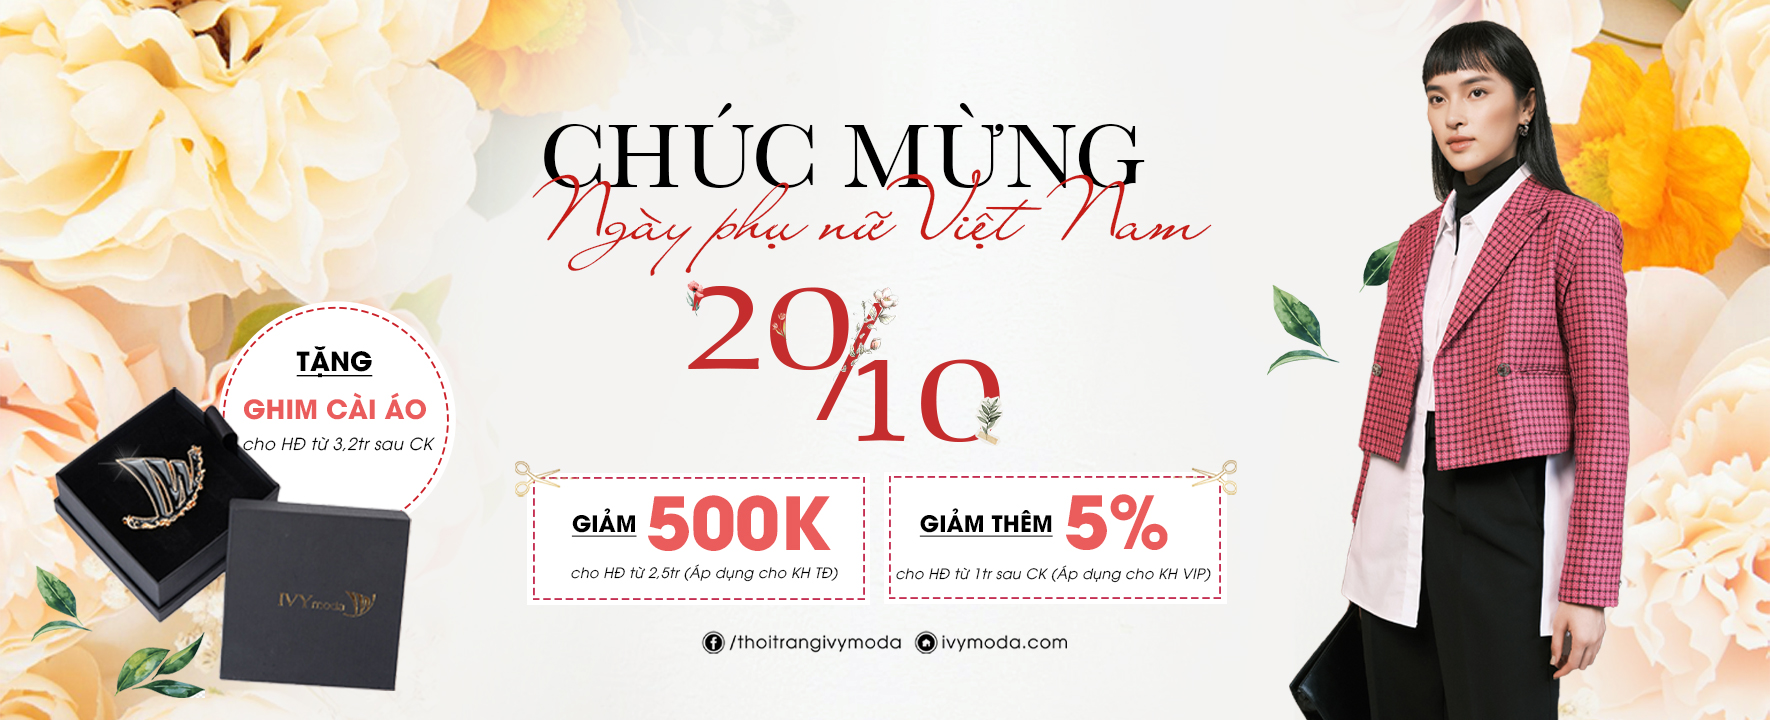 CHÚC MỪNG
Ngày phụ nữ Việt Nam
20/10
TẶNG
GHIM CÀI ÁO
cho HĐ từ 3,2tr sau CK
IVY moda
GIẢM 500K
cho HĐ từ 2,5tr (Áp dụng cho KH TĐ)
GIẢM THÊM 5%
cho HĐ từ 1tr sau CK (Áp dụng cho KH VIP)
/thoitrangivymoda ivymoda.com